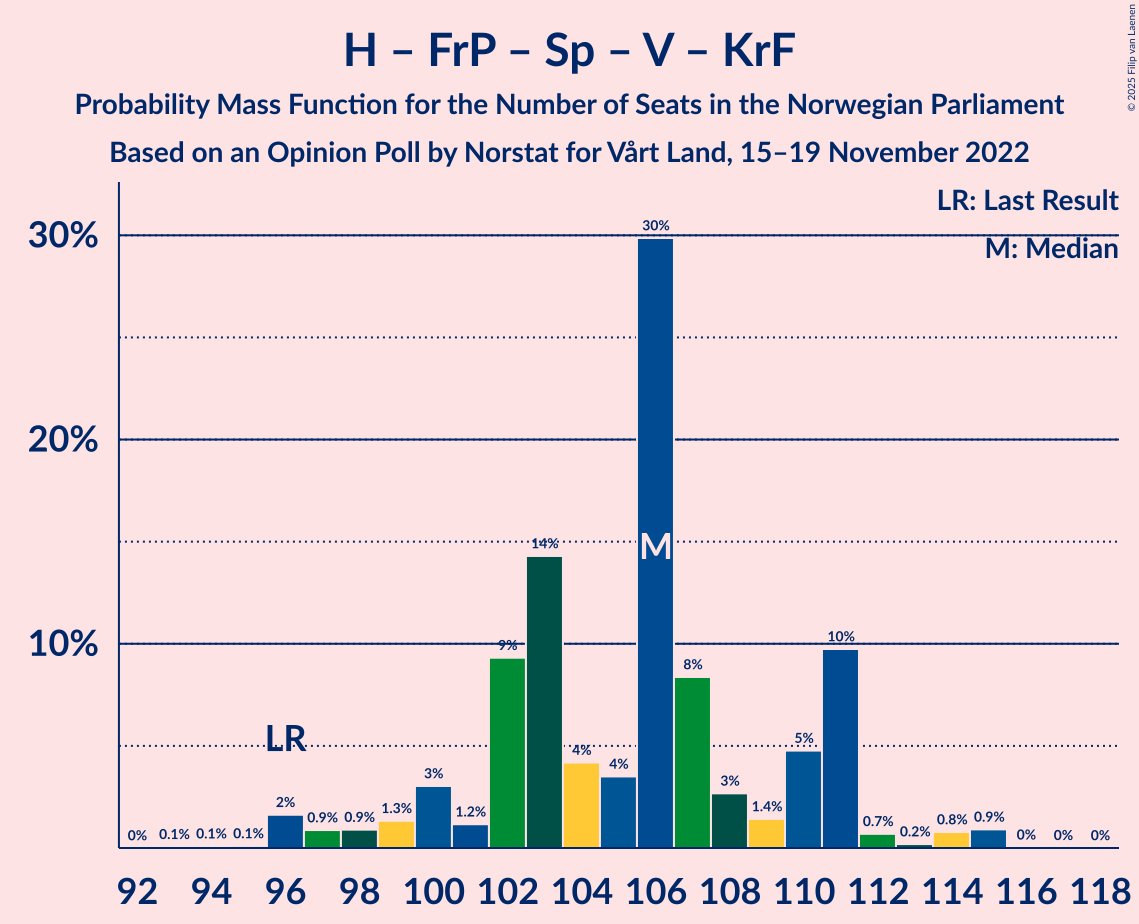 H – FrP – Sp – V – KrF
Probability Mass Function for the Number of Seats in the Norwegian Parliament
Based on an Opinion Poll by Norstat for Vårt Land, 15–19 November 2022
© 2025 Filip van Laenen
LR: Last Result
M: Median
30%
20%
10%
LR
M
0% 0.1% 0.1% 0.1% 2% 0.9% 0.9% 1.3% 3% 1.2% 9% 14% 4% 4% 30% 8% 3% 1.4% 5% 10% 0.7% 0.2% 0.8% 0.9% 0% 0% 0%
92 94 96 98 100 102 104 106 108 110 112 114 116 118